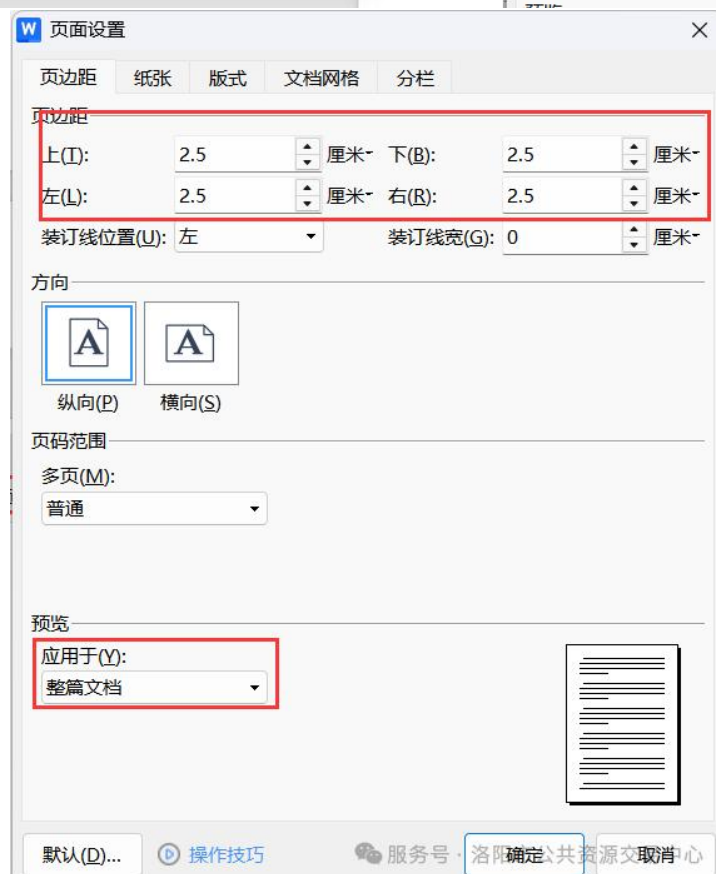 页面设置
页边距 纸张 版式 文档网格 分栏
页边距
上(T): 2.5 厘米 下(B): 2.5 厘米
左(L): 2.5 厘米 右(R): 2.5 厘米
装订线位置(U): 左 装订线宽(G): 0 厘米
方向
纵向(P) 横向(S)
页码范围
多页(M):
普通
预览
应用于(Y):
整篇文档
默认(D)... 操作技巧 确定 取消
服务号 · 洛阳市公共资源交易中心